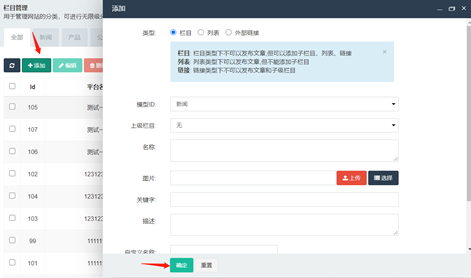 栏目管理
用于管理网站的分类，可进行无限级分
全部 新闻 产品
添加 编辑
id 平台名
105 测试一
107 测试一
106 测试一
102 12312
104 12312
103 12312
99 11111
101 11111
添加
类型: 栏目 列表 外部链接
栏目: 栏目类型下不可以发布文章,但可以添加子栏目、列表、链接
列表: 列表类型下可以发布文章,但不能添加子栏目
链接: 链接类型下不可以发布文章和子级栏目
模型ID: 新闻
上级栏目: 无
名称:
图片: 上传 选择
关键字:
描述:
自定义名称:
确定 重置